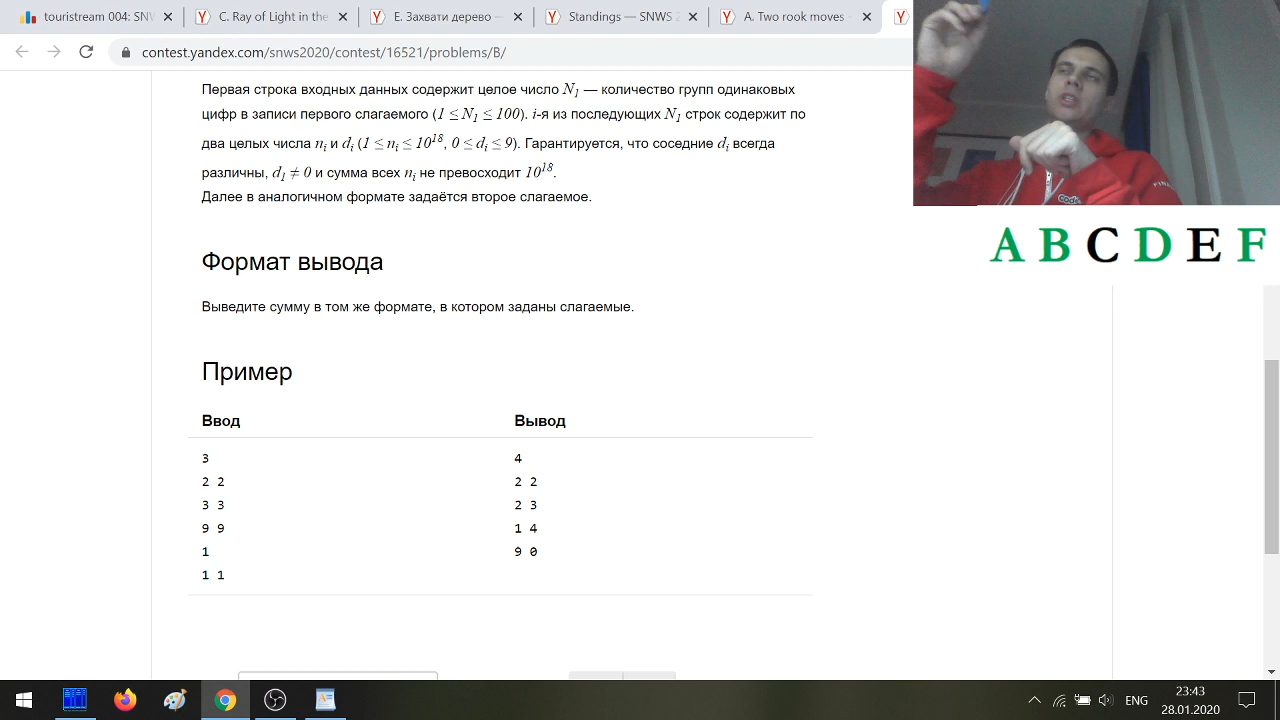 touristream 004: SNW
C. Ray of Light in the
Е. Захвати дерево —
Standings — SNWS 2
A. Two rook moves -
contest.yandex.com/snws2020/contest/16521/problems/B/
Первая строка входных данных содержит целое число N1 — количество групп одинаковых
цифр в записи первого слагаемого (1 ≤ N1 ≤ 100). i-я из последующих N1 строк содержит по
два целых числа ni и di (1 ≤ ni ≤ 10^18, 0 ≤ di ≤ 9). Гарантируется, что соседние di всегда
различны, d1 ≠ 0 и сумма всех ni не превосходит 10^18.
Далее в аналогичном формате задаётся второе слагаемое.
A B C D E F
Формат вывода
Выведите сумму в том же формате, в котором заданы слагаемые.
Пример
Ввод Вывод
3 4
2 2 2 2
3 3 2 3
9 9 1 4
1 9 0
1 1
ENG
23:43
28.01.2020